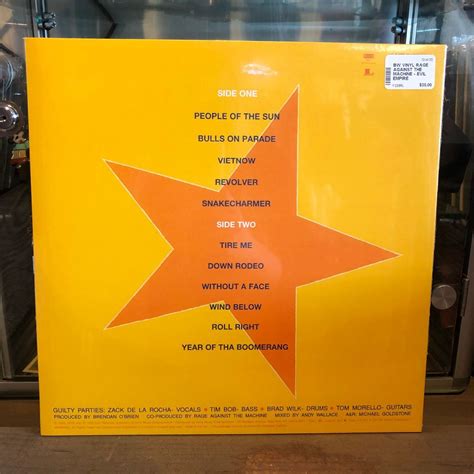 BW VINYL RAGE
AGAINST THE
MACHINE - EVIL
EMPIRE
$35.00
SIDE ONE
PEOPLE OF THE SUN
BULLS ON PARADE
VIETNOW
REVOLVER
SNAKECHARMER
SIDE TWO
TIRE ME
DOWN RODEO
WITHOUT A FACE
WIND BELOW
ROLL RIGHT
YEAR OF THA BOOMERANG
GUILTY PARTIES: ZACK DE LA ROCHA- VOCALS TIM BOB- BASS BRAD WILK- DRUMS TOM MORELLO- GUITARS
PRODUCED BY BRENDAN O'BRIEN CO-PRODUCED BY RAGE AGAINST THE MACHINE MIXED BY ANDY WALLACE A&R: MICHAEL GOLDSTONE